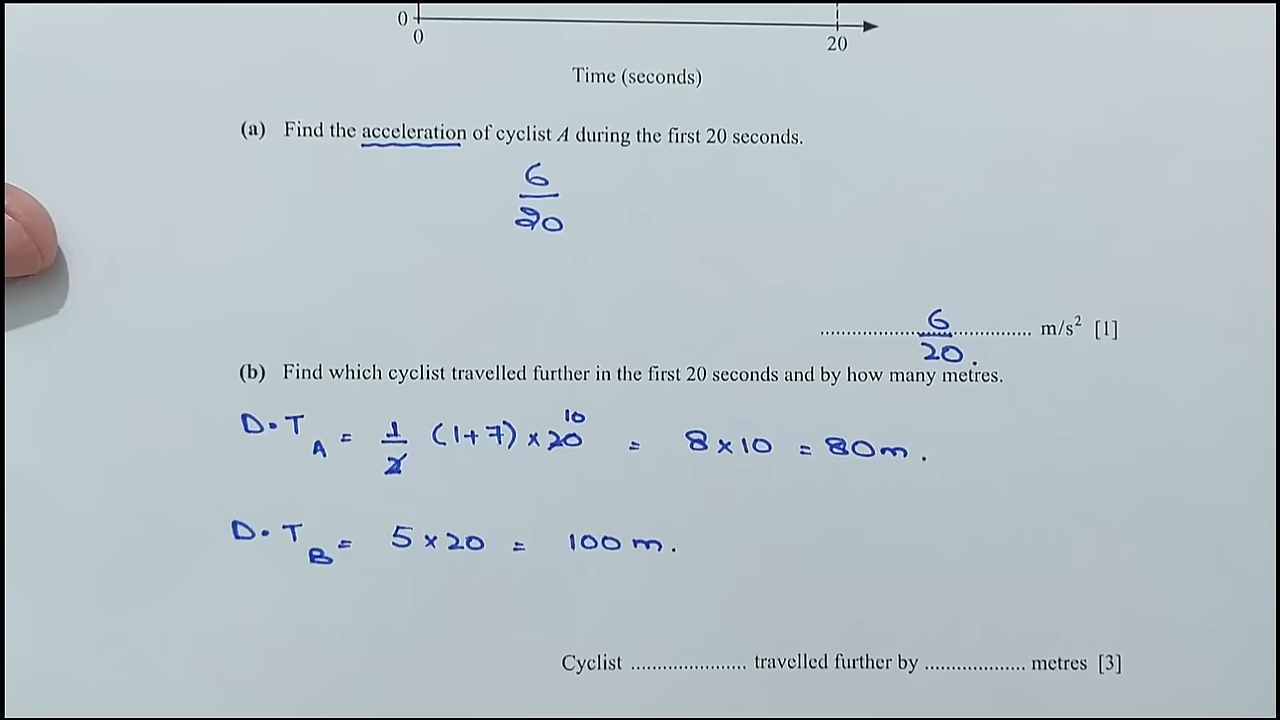 0
0 20
Time (seconds)
(a) Find the acceleration of cyclist A during the first 20 seconds.
6
20
6
.................... .............. m/s² [1]
20.
(b) Find which cyclist travelled further in the first 20 seconds and by how many metres.
10
D.T A = 1/2 (1+7) × 20 = 8 × 10 = 80m.
D.T B = 5 × 20 = 100 m.
Cyclist ...................... travelled further by ................... metres [3]